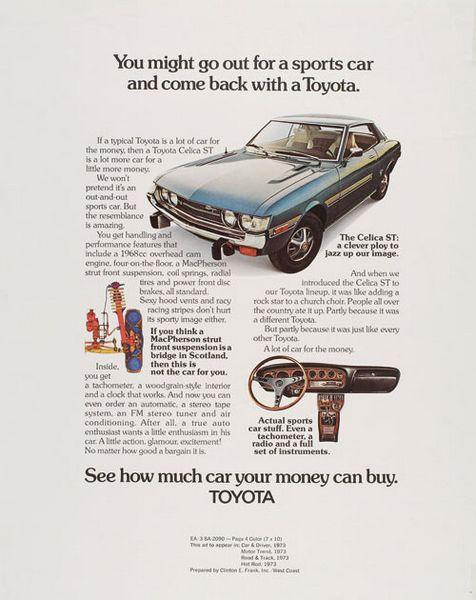 You might go out for a sports car
and come back with a Toyota.
If a typical Toyota is a lot of car for
the money, then a Toyota Celica ST
is a lot more car for a
little more money.
We won't
pretend it's an
out-and-out
sports car. But
the resemblance
is amazing.
You get handling and
performance features that
include a 1968cc overhead cam
engine, four-on-the-floor, a MacPherson
strut front suspension, coil springs, radial
tires and power front disc
brakes, all standard.
Sexy hood vents and racy
racing stripes don't hurt
its sporty image either.
If you think a
MacPherson strut
front suspension is a
bridge in Scotland,
then this is
not the car for you.
Inside,
you get
a tachometer, a woodgrain-style interior
and a clock that works. And now you can
even order an automatic, a stereo tape
system, an FM stereo tuner and air
conditioning. After all, a true auto
enthusiast wants a little enthusiasm in his
car. A little action, glamour, excitement!
No matter how good a bargain it is.
The Celica ST:
a clever ploy to
jazz up our image.
And when we
introduced the Celica ST to
our Toyota lineup, it was like adding a
rock star to a church choir. People all over
the country ate it up. Partly because it was
a different Toyota.
But partly because it was just like every
other Toyota.
A lot of car for the money.
Actual sports
car stuff. Even a
tachometer, a
radio and a full
set of instruments.
See how much car your money can buy.
TOYOTA
EA-3 BA-2090 — Page 4 Color (7 x 10)
This ad to appear in: Car & Driver, 1973
Motor Trend, 1973
Road & Track, 1973
Hot Rod, 1973
Prepared by Clinton E. Frank, Inc. West Coast